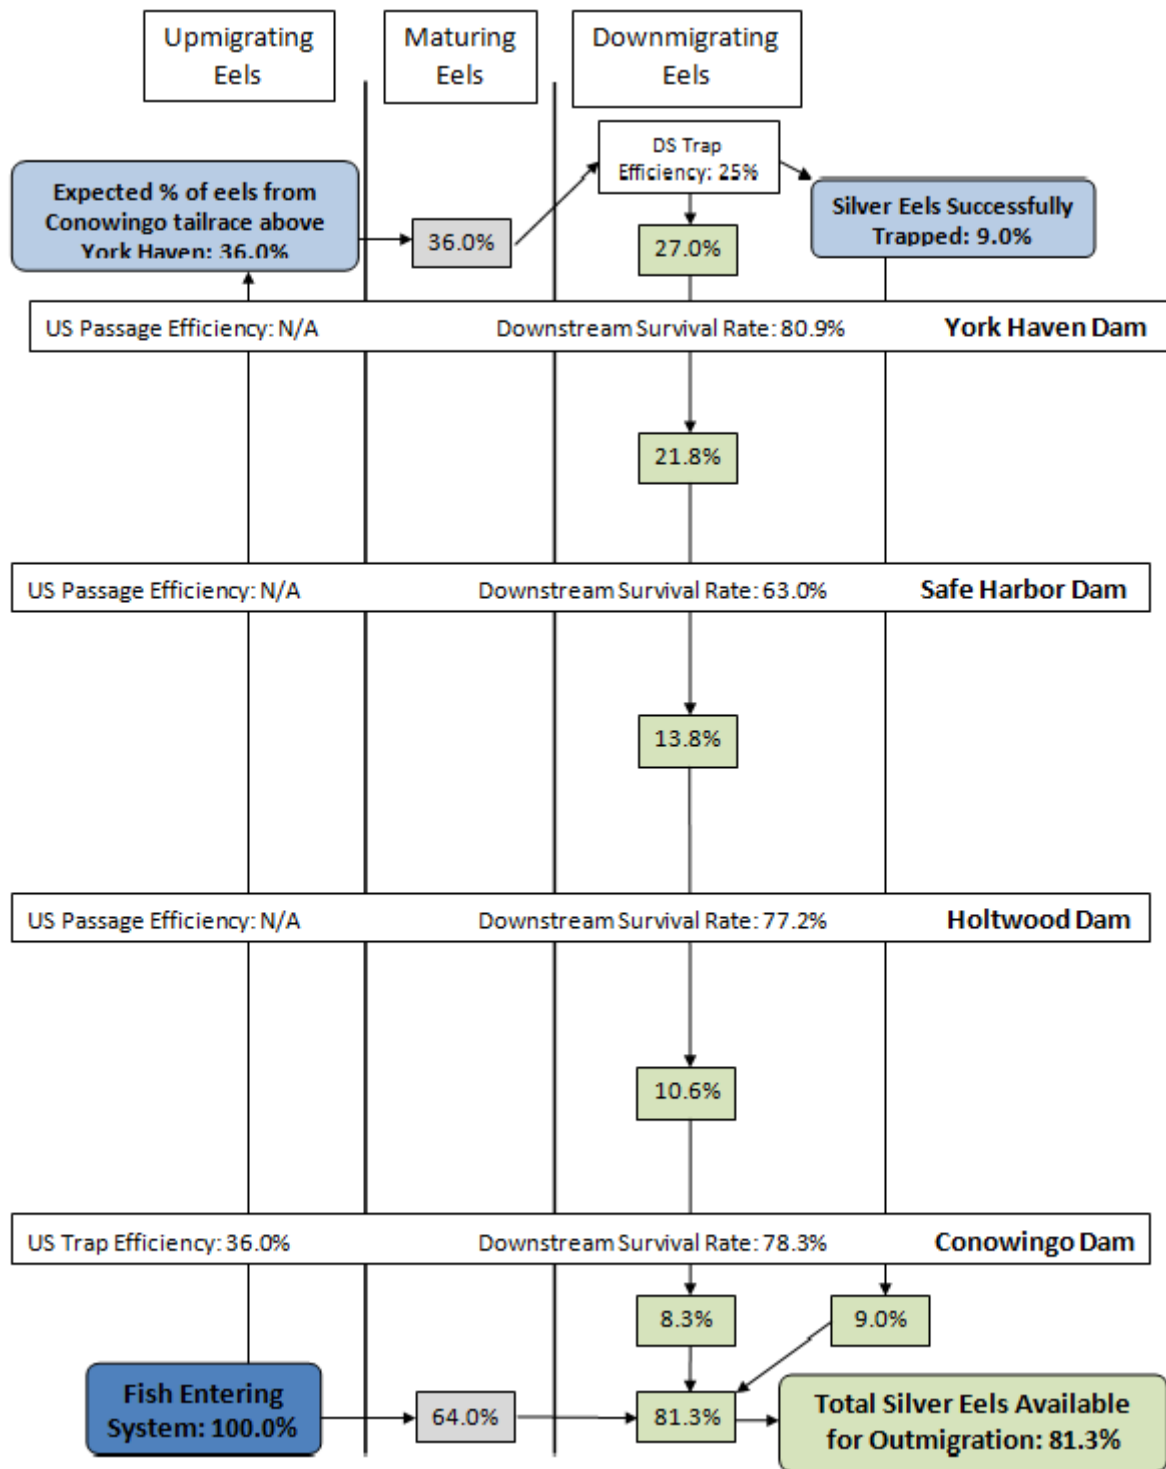 Upmigrating
Eels
Maturing
Eels
Downmigrating
Eels
DS Trap
Efficiency: 25%
Expected % of eels from
Conowingo tailrace above
York Haven: 36.0%
36.0%
27.0%
Silver Eels Successfully
Trapped: 9.0%
US Passage Efficiency: N/A Downstream Survival Rate: 80.9% York Haven Dam
21.8%
US Passage Efficiency: N/A Downstream Survival Rate: 63.0% Safe Harbor Dam
13.8%
US Passage Efficiency: N/A Downstream Survival Rate: 77.2% Holtwood Dam
10.6%
US Trap Efficiency: 36.0% Downstream Survival Rate: 78.3% Conowingo Dam
8.3%
9.0%
Fish Entering
System: 100.0%
64.0%
81.3%
Total Silver Eels Available
for Outmigration: 81.3%